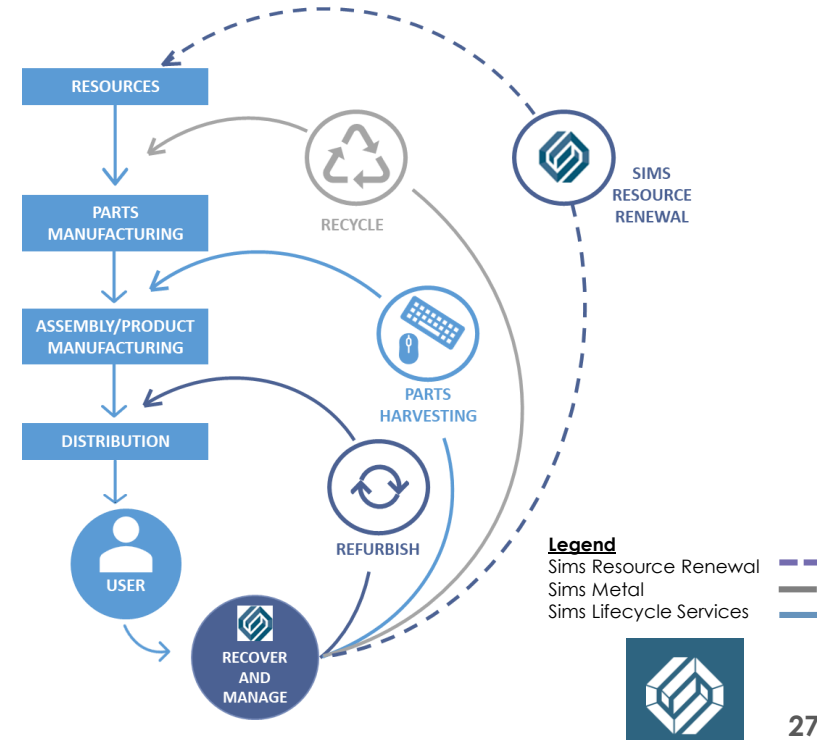 RESOURCES
RECYCLE
SIMS
RESOURCE
RENEWAL
PARTS
MANUFACTURING
ASSEMBLY/PRODUCT
MANUFACTURING
PARTS
HARVESTING
DISTRIBUTION
REFURBISH
USER
RECOVER
AND
MANAGE
Legend
Sims Resource Renewal
Sims Metal
Sims Lifecycle Services
27